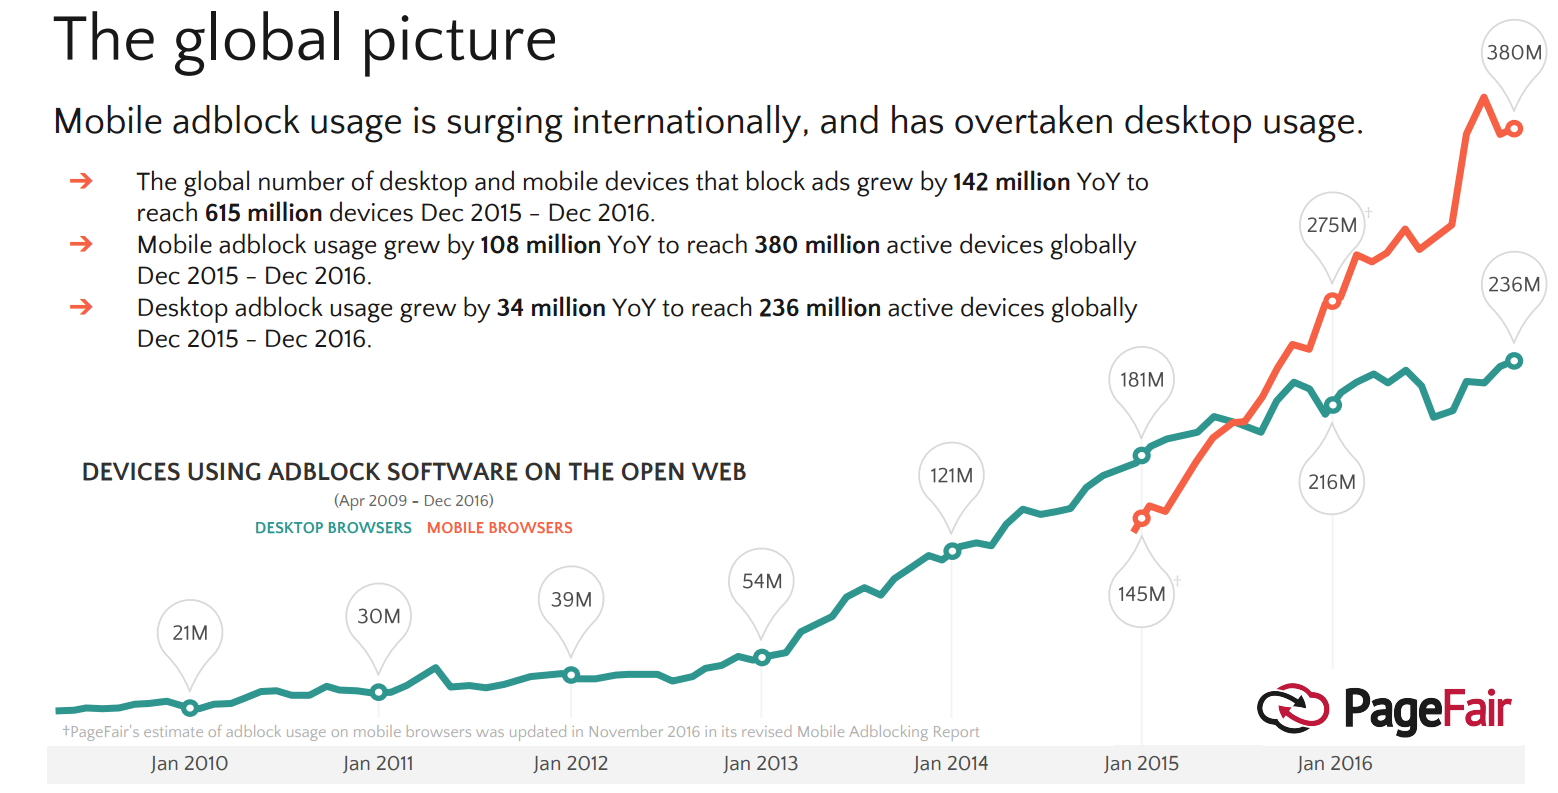 The global picture
Mobile adblock usage is surging internationally, and has overtaken desktop usage.
➔ The global number of desktop and mobile devices that block ads grew by 142 million YoY to
reach 615 million devices Dec 2015 – Dec 2016.
➔ Mobile adblock usage grew by 108 million YoY to reach 380 million active devices globally
Dec 2015 – Dec 2016.
➔ Desktop adblock usage grew by 34 million YoY to reach 236 million active devices globally
Dec 2015 – Dec 2016.
DEVICES USING ADBLOCK SOFTWARE ON THE OPEN WEB
(Apr 2009 – Dec 2016)
DESKTOP BROWSERS MOBILE BROWSERS
21M
30M
39M
54M
121M
181M
145M†
275M†
216M
380M
236M
PageFair
†PageFair's estimate of adblock usage on mobile browsers was updated in November 2016 in its revised Mobile Adblocking Report
Jan 2010 Jan 2011 Jan 2012 Jan 2013 Jan 2014 Jan 2015 Jan 2016